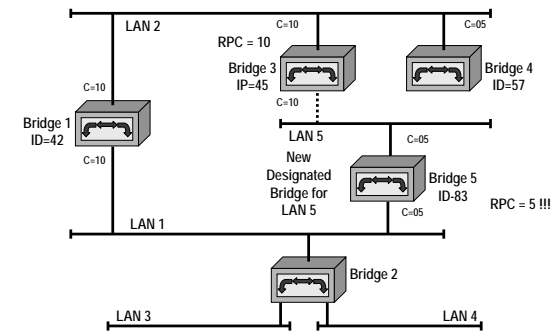 LAN 2
C=10
C=05
RPC = 10
Bridge 3
IP=45
C=10
Bridge 4
ID=57
C=10
Bridge 1
ID=42
C=10
LAN 5
C=05
New
Designated
Bridge for
LAN 5
Bridge 5
ID-83
C=05
RPC = 5 !!!
LAN 1
Bridge 2
LAN 3
LAN 4